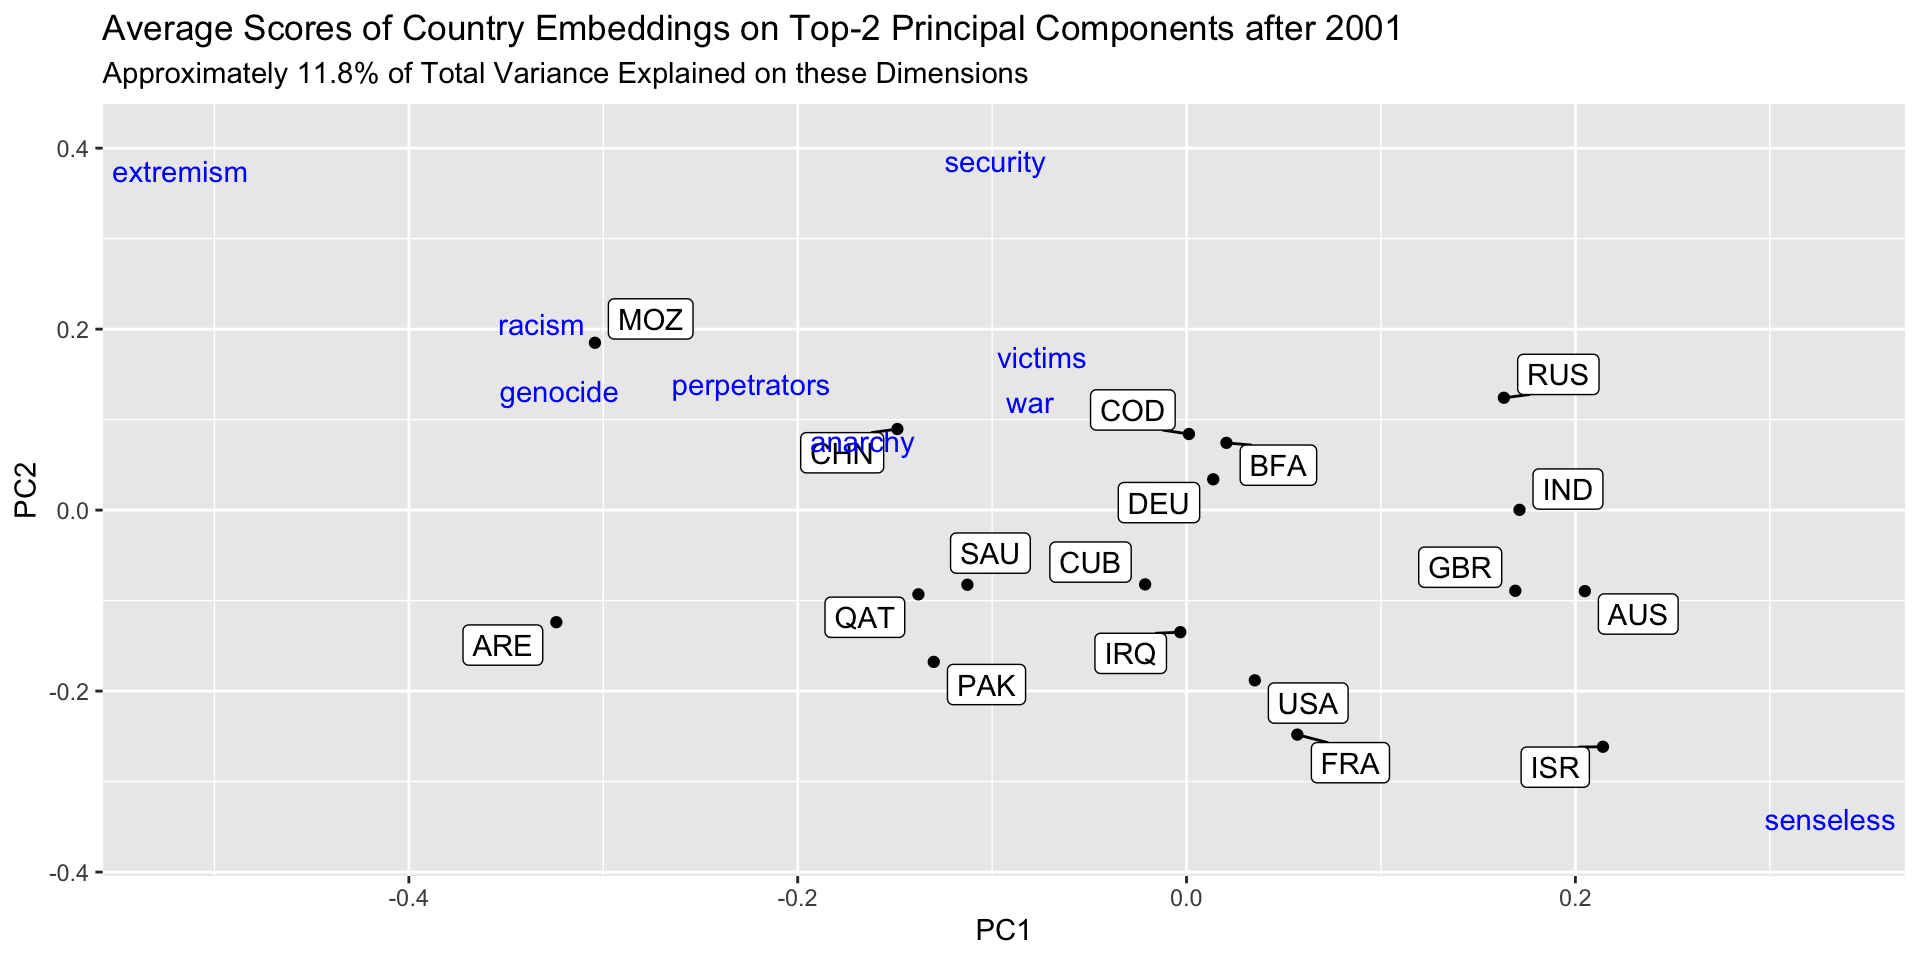 Average Scores of Country Embeddings on Top-2 Principal Components after 2001
Approximately 11.8% of Total Variance Explained on these Dimensions
PC2
0.4
0.2
0.0
-0.2
-0.4
extremism
security
racism
MOZ
victims
genocide
perpetrators
war
RUS
COD
anarchy
CHN
BFA
DEU
IND
SAU
CUB
GBR
QAT
AUS
ARE
IRQ
PAK
USA
FRA
ISR
senseless
-0.4
-0.2
0.0
0.2
PC1